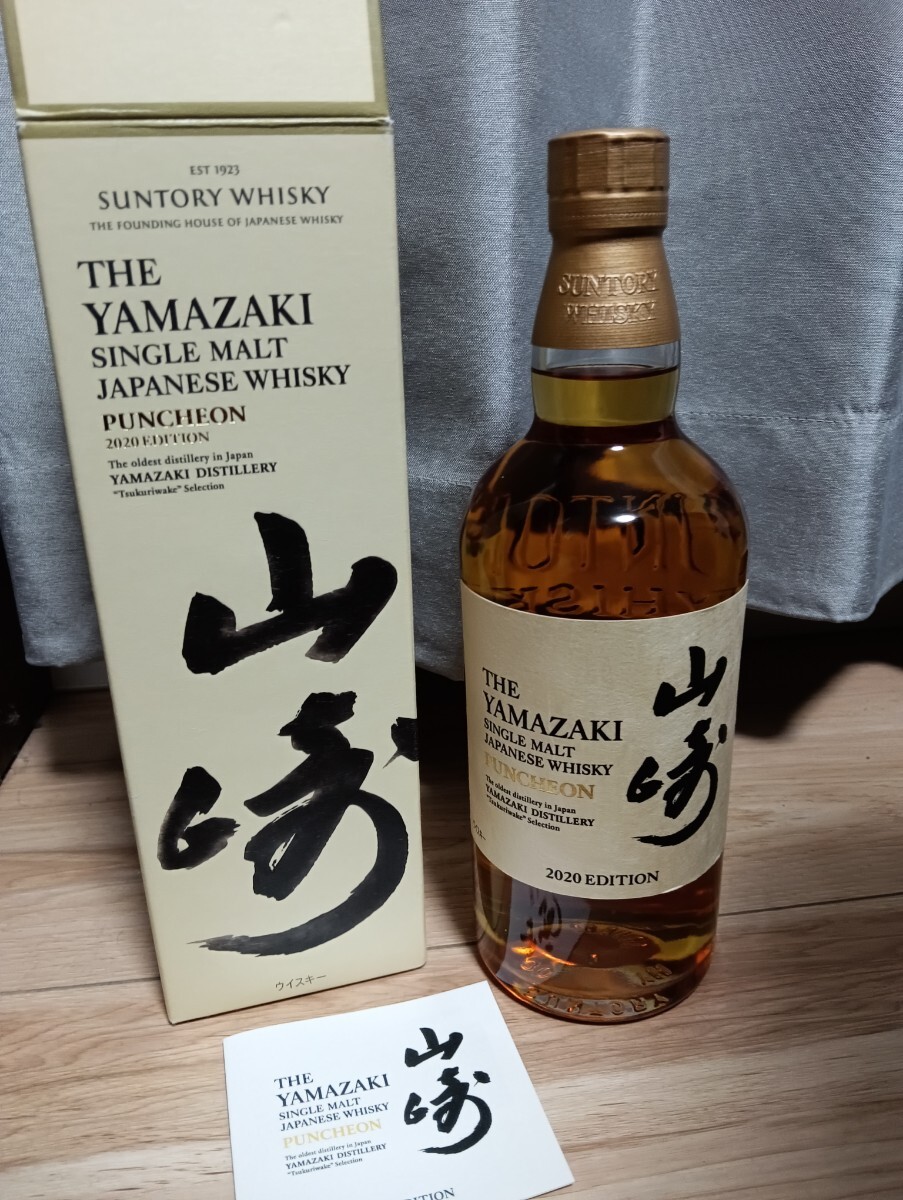 EST 1923
SUNTORY WHISKY
THE FOUNDING HOUSE OF JAPANESE WHISKY
THE
YAMAZAKI
SINGLE MALT
JAPANESE WHISKY
PUNCHEON
2020 EDITION
The oldest distillery in Japan
YAMAZAKI DISTILLERY
"Tsukuriwake" Selection
山
崎
ウイスキー
SUNTORY
WHISKY
THE
YAMAZAKI
SINGLE MALT
JAPANESE WHISKY
PUNCHEON
The oldest distillery in Japan
YAMAZAKI DISTILLERY
"Tsukuriwake" Selection
山
崎
2020 EDITION
THE
YAMAZAKI
SINGLE MALT
JAPANESE WHISKY
PUNCHEON
The oldest distillery in Japan
YAMAZAKI DISTILLERY
"Tsukuriwake" Selection
山
崎
EDITION